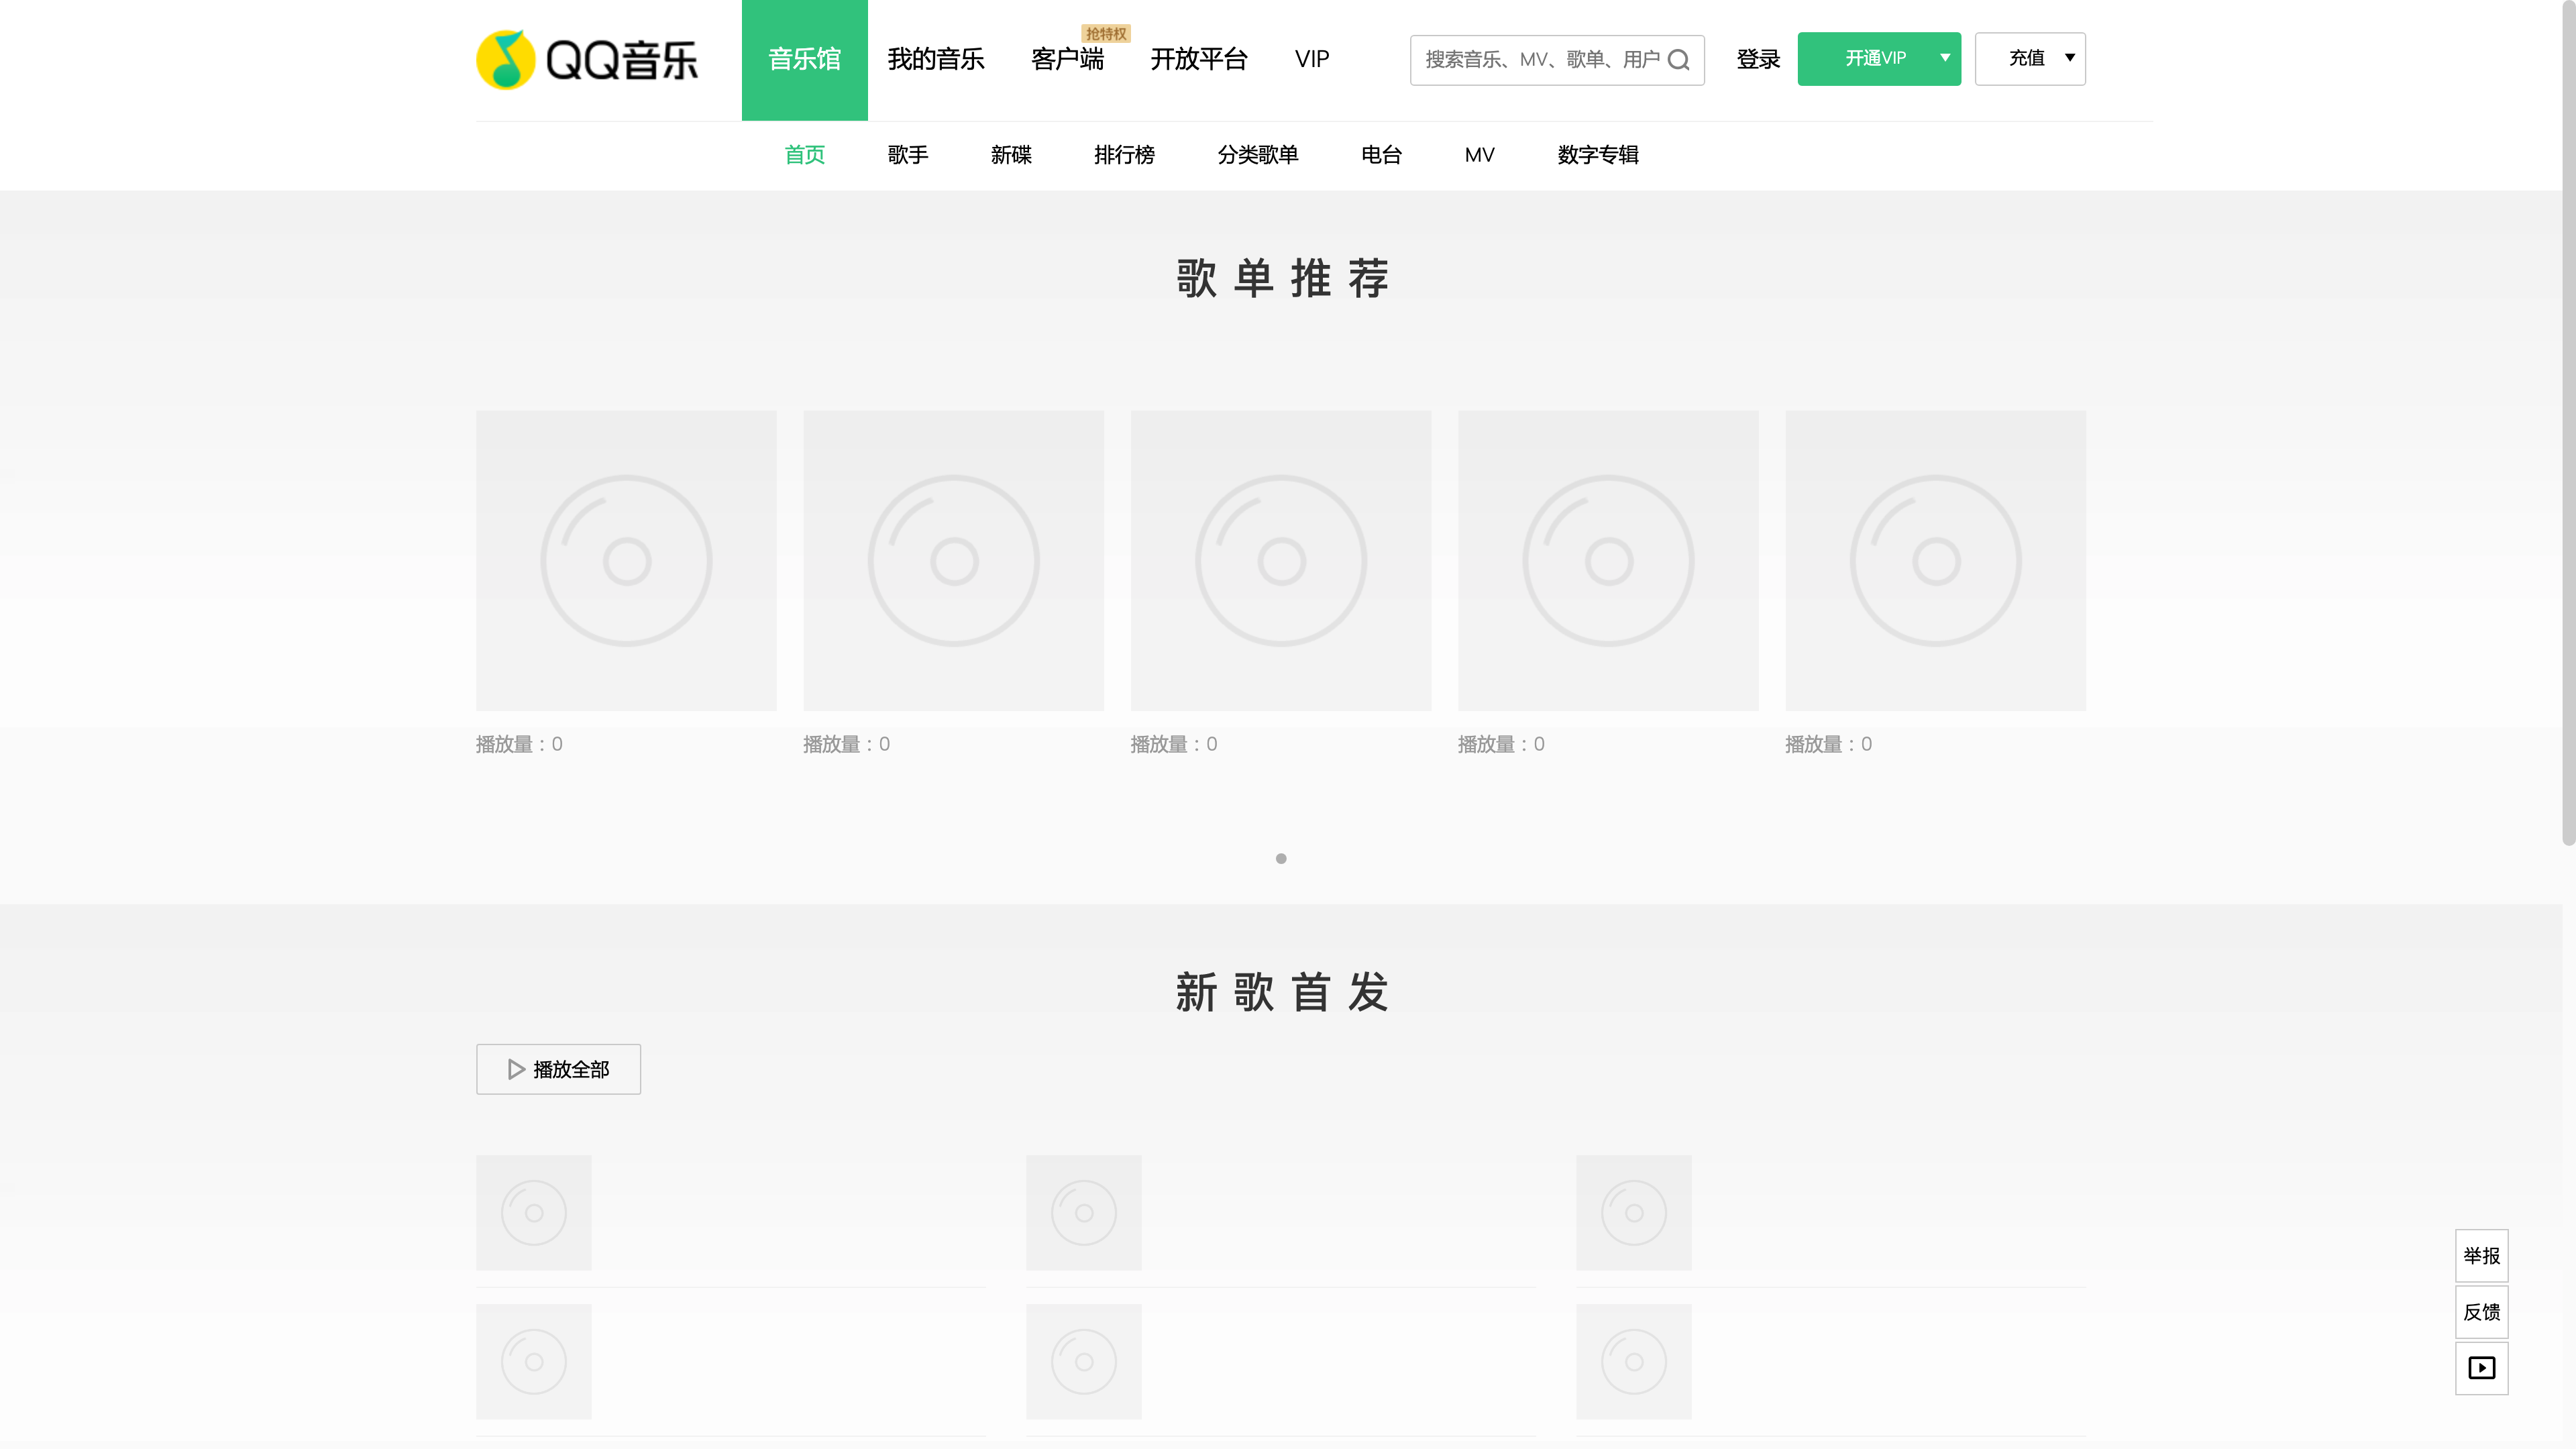 QQ音乐
音乐馆
我的音乐
客户端
抢特权
开放平台
VIP
搜索音乐、MV、歌单、用户
登录
开通VIP
充值
首页
歌手
新碟
排行榜
分类歌单
电台
MV
数字专辑
歌单推荐
播放量：0
播放量：0
播放量：0
播放量：0
播放量：0
新歌首发
播放全部
举报
反馈